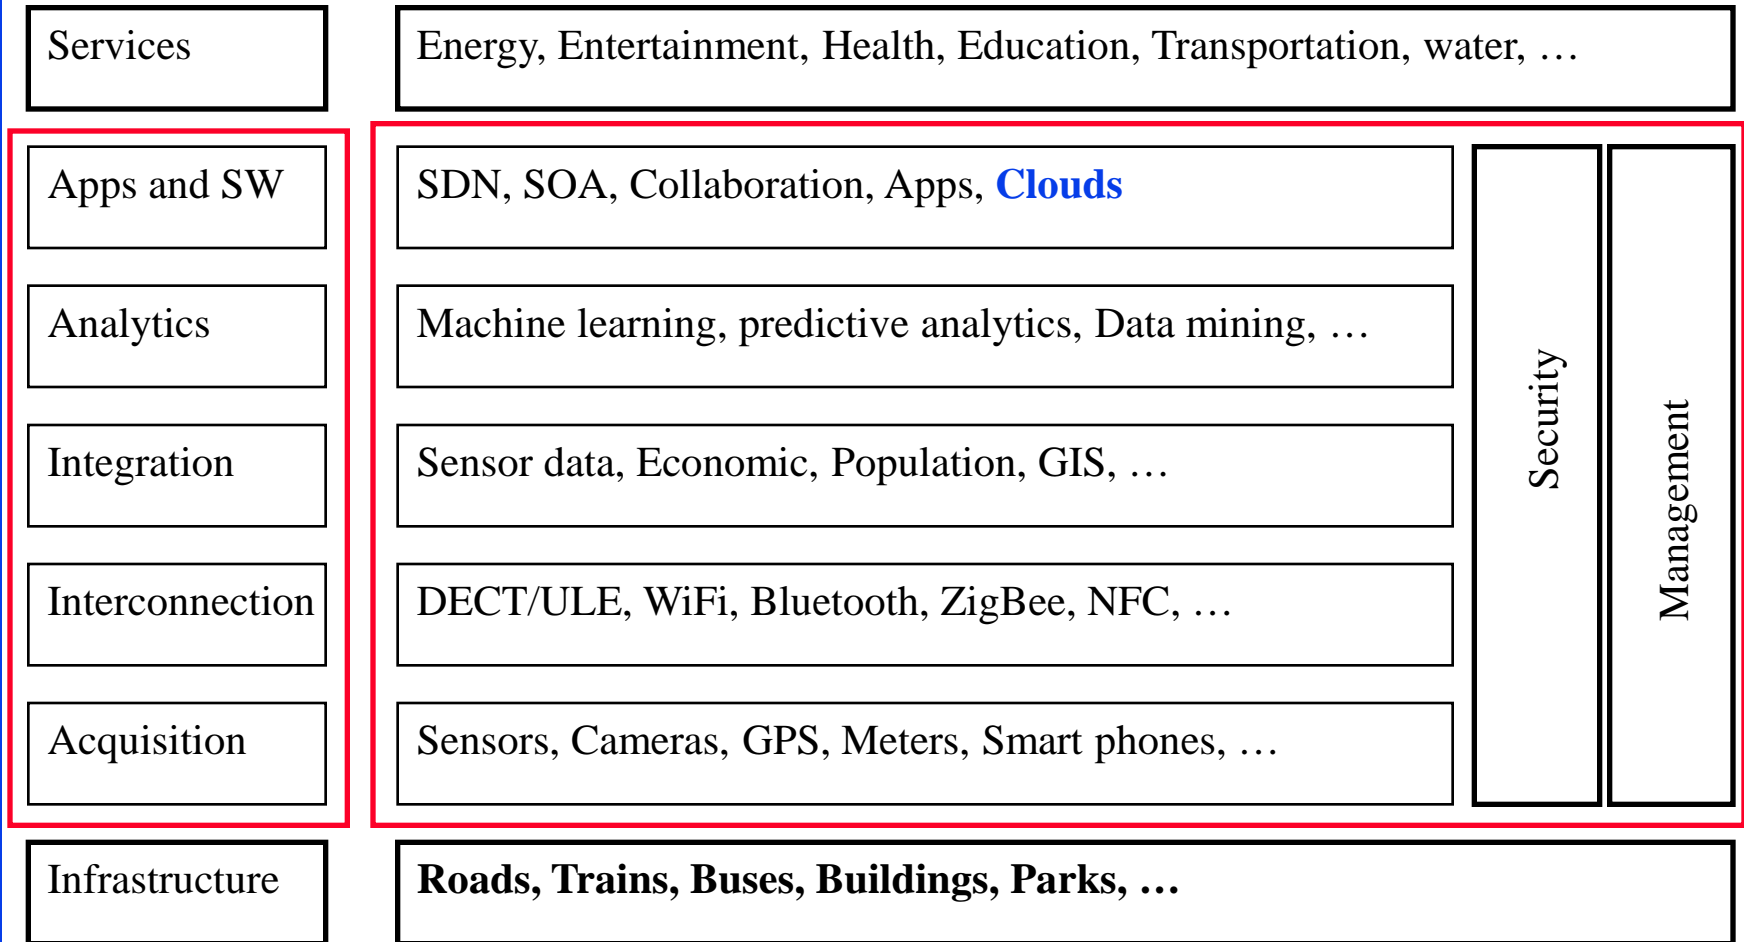 Services
Energy, Entertainment, Health, Education, Transportation, water, …
Apps and SW
SDN, SOA, Collaboration, Apps, Clouds
Analytics
Machine learning, predictive analytics, Data mining, …
Integration
Sensor data, Economic, Population, GIS, …
Interconnection
DECT/ULE, WiFi, Bluetooth, ZigBee, NFC, …
Acquisition
Sensors, Cameras, GPS, Meters, Smart phones, …
Security
Management
Infrastructure
Roads, Trains, Buses, Buildings, Parks, …